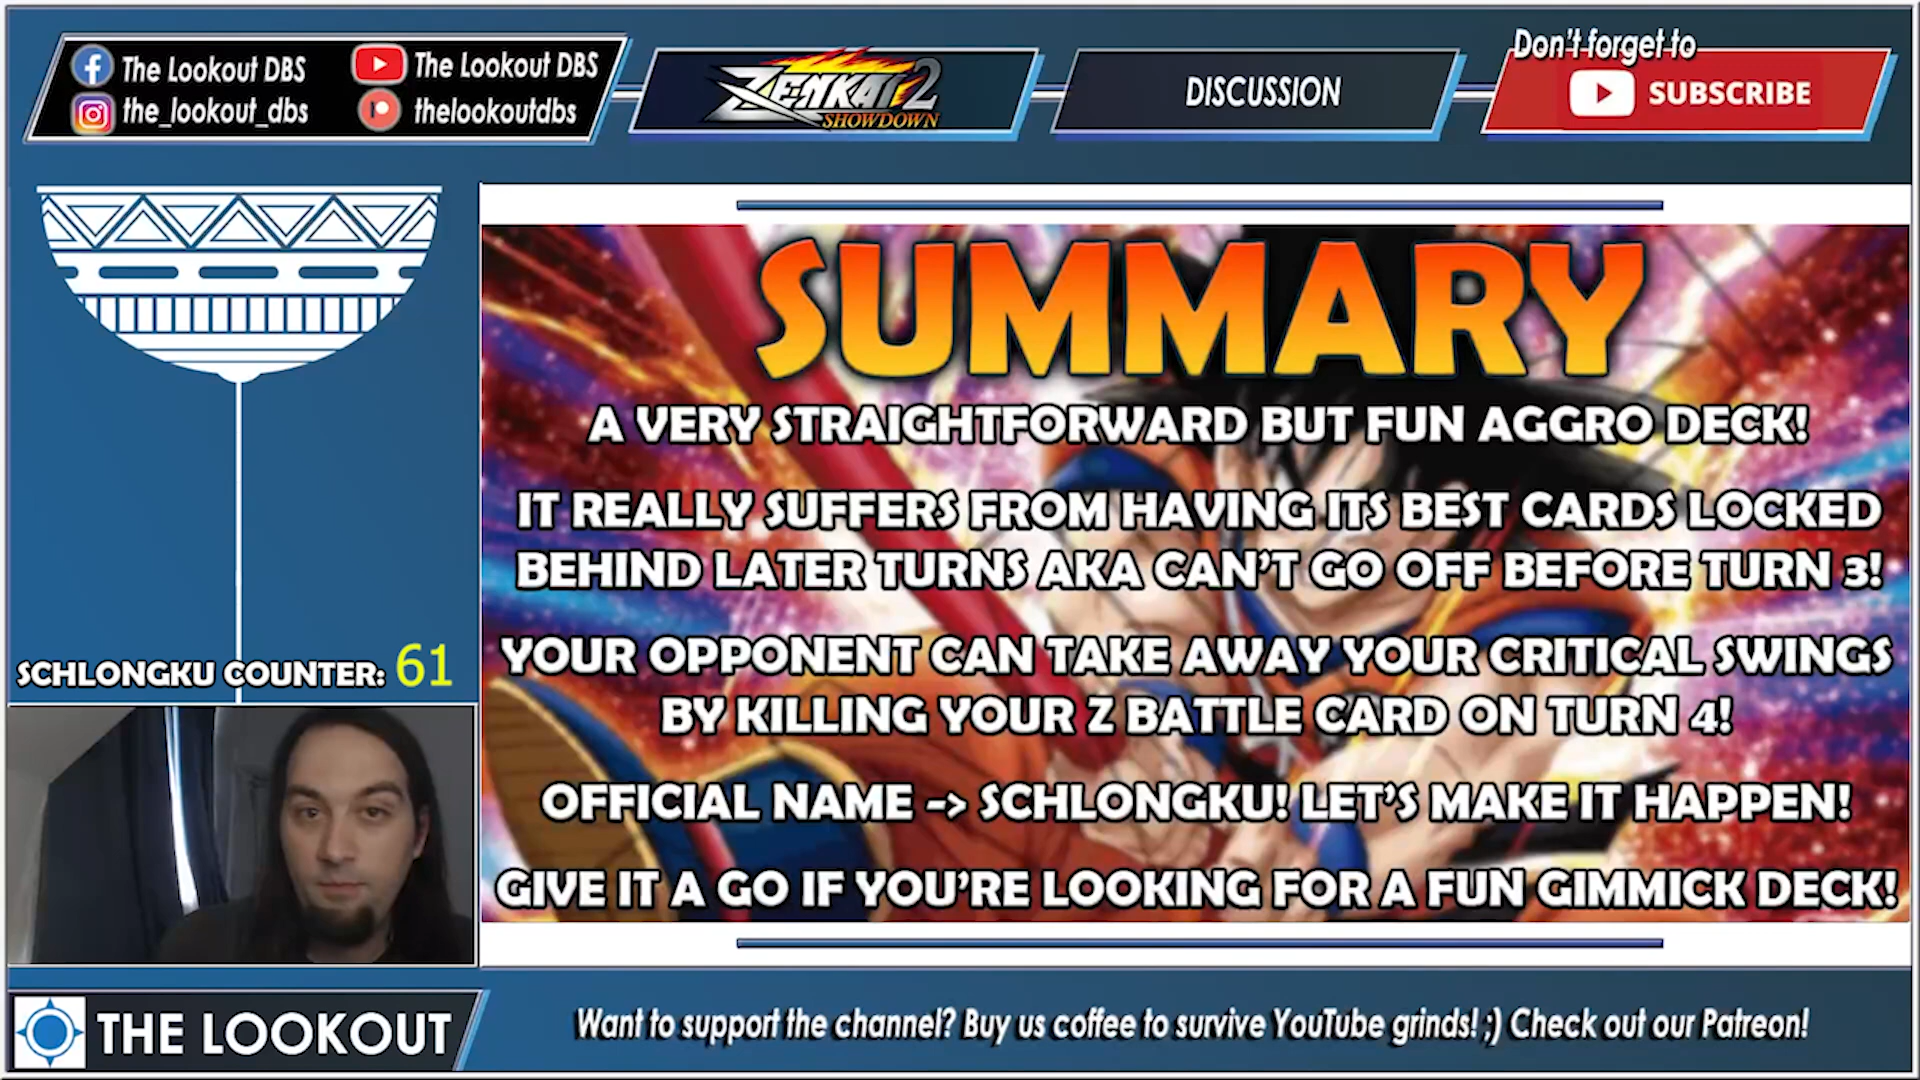 The Lookout DBS
The Lookout DBS
the_lookout_dbs
thelookoutdbs
ZENKAI 2
SHOWDOWN
DISCUSSION
Don't forget to
SUBSCRIBE
SUMMARY
A VERY STRAIGHTFORWARD BUT FUN AGGRO DECK!
IT REALLY SUFFERS FROM HAVING ITS BEST CARDS LOCKED
BEHIND LATER TURNS AKA CAN'T GO OFF BEFORE TURN 3!
YOUR OPPONENT CAN TAKE AWAY YOUR CRITICAL SWINGS
BY KILLING YOUR Z BATTLE CARD ON TURN 4!
OFFICIAL NAME -> SCHLONGKU! LET'S MAKE IT HAPPEN!
GIVE IT A GO IF YOU'RE LOOKING FOR A FUN GIMMICK DECK!
SCHLONGKU COUNTER: 61
THE LOOKOUT
Want to support the channel? Buy us coffee to survive YouTube grinds! ;) Check out our Patreon!